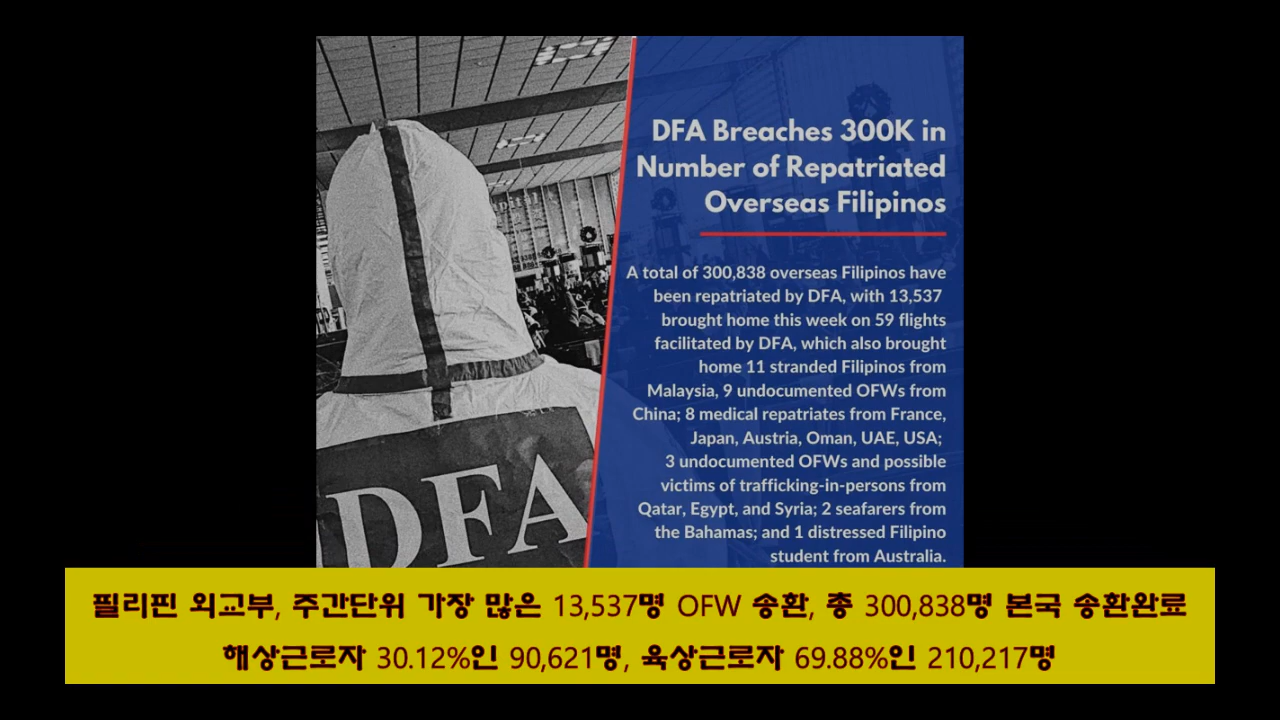 DFA Breaches 300K in
Number of Repatriated
Overseas Filipinos
A total of 300,838 overseas Filipinos have
been repatriated by DFA, with 13,537
brought home this week on 59 flights
facilitated by DFA, which also brought
home 11 stranded Filipinos from
Malaysia, 9 undocumented OFWs from
China; 8 medical repatriates from France,
Japan, Austria, Oman, UAE, USA;
3 undocumented OFWs and possible
victims of trafficking-in-persons from
Qatar, Egypt, and Syria; 2 seafarers from
the Bahamas; and 1 distressed Filipino
student from Australia.
DFA
필리핀 외교부, 주간단위 가장 많은 13,537명 OFW 송환, 총 300,838명 본국 송환완료
해상근로자 30.12%인 90,621명, 육상근로자 69.88%인 210,217명